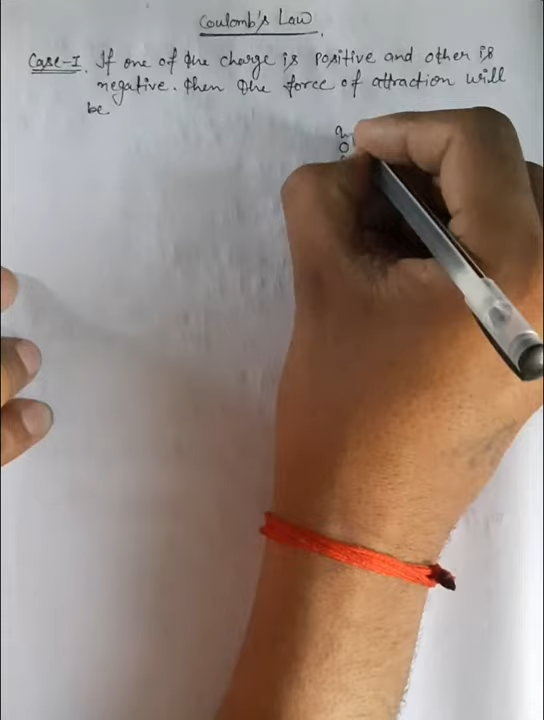 Coulomb's Law
Case-I. If one of the charge is positive and other is
negative. then the force of attraction will
be